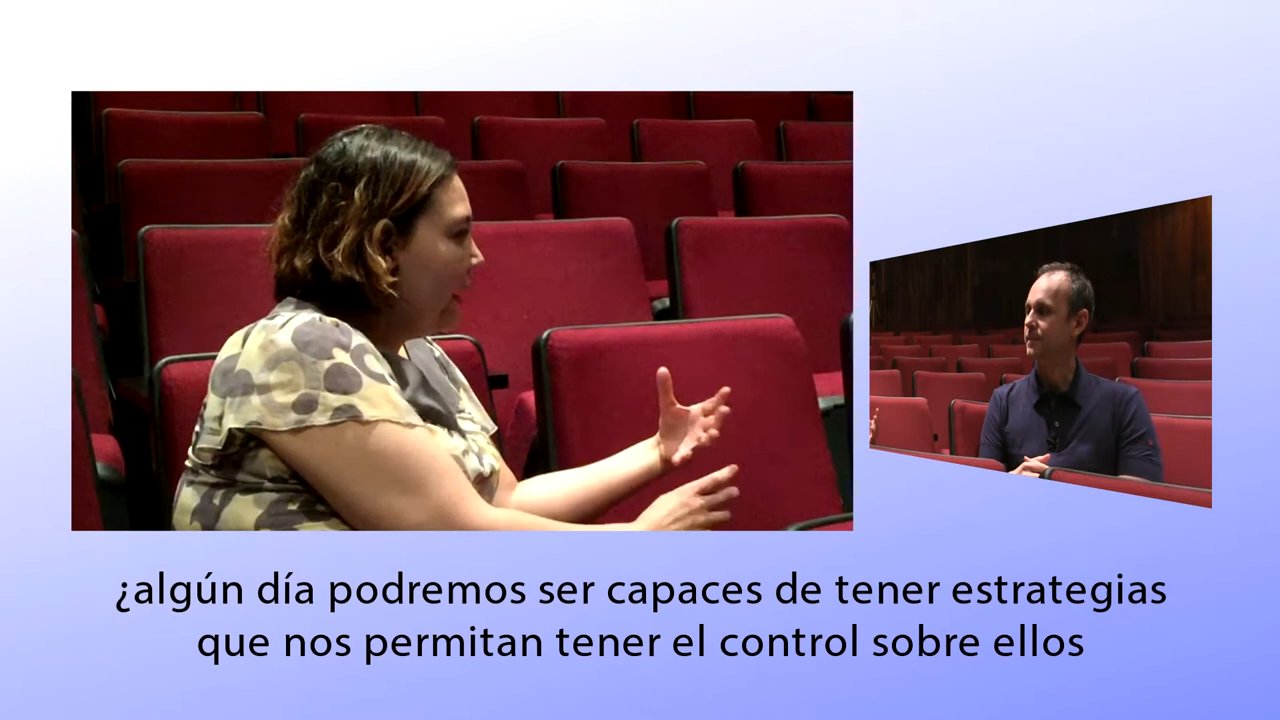 ¿algún día podremos ser capaces de tener estrategias
que nos permitan tener el control sobre ellos